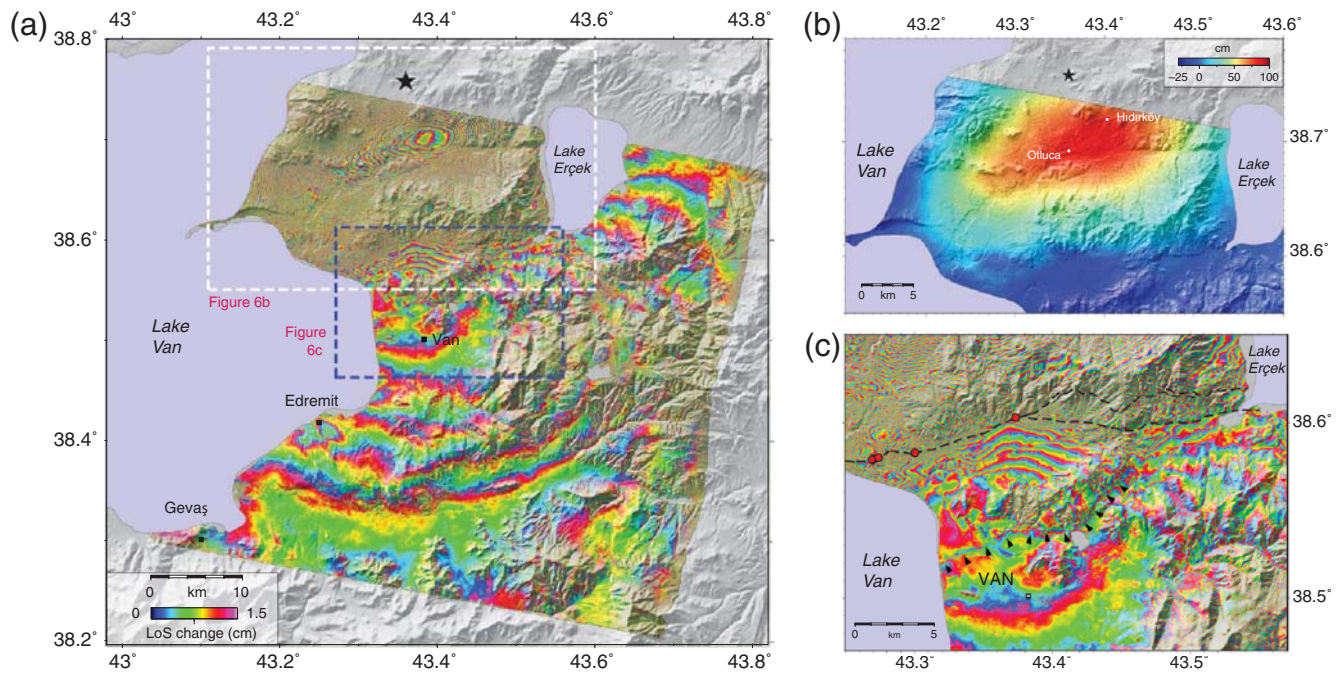 (a)
43˚ 43.2˚ 43.4˚ 43.6˚ 43.8˚
38.8˚
38.6˚
38.4˚
38.2˚
Lake
Erçek
Figure 6b
Lake
Van
Figure
6c
Van
Edremit
Gevaş
0 km 10
0 1.5
LoS change (cm)
43˚ 43.2˚ 43.4˚ 43.6˚ 43.8˚
(b)
43.2˚ 43.3˚ 43.4˚ 43.5˚ 43.6˚
cm
–25 0 50 100
Hıdırköy
Otluca
Lake
Van
Lake
Erçek
38.7˚
38.6˚
0 km 5
(c)
Lake
Erçek
38.6˚
Lake
Van
VAN
38.5˚
0 km 5
43.3˘ 43.4˘ 43.5˘